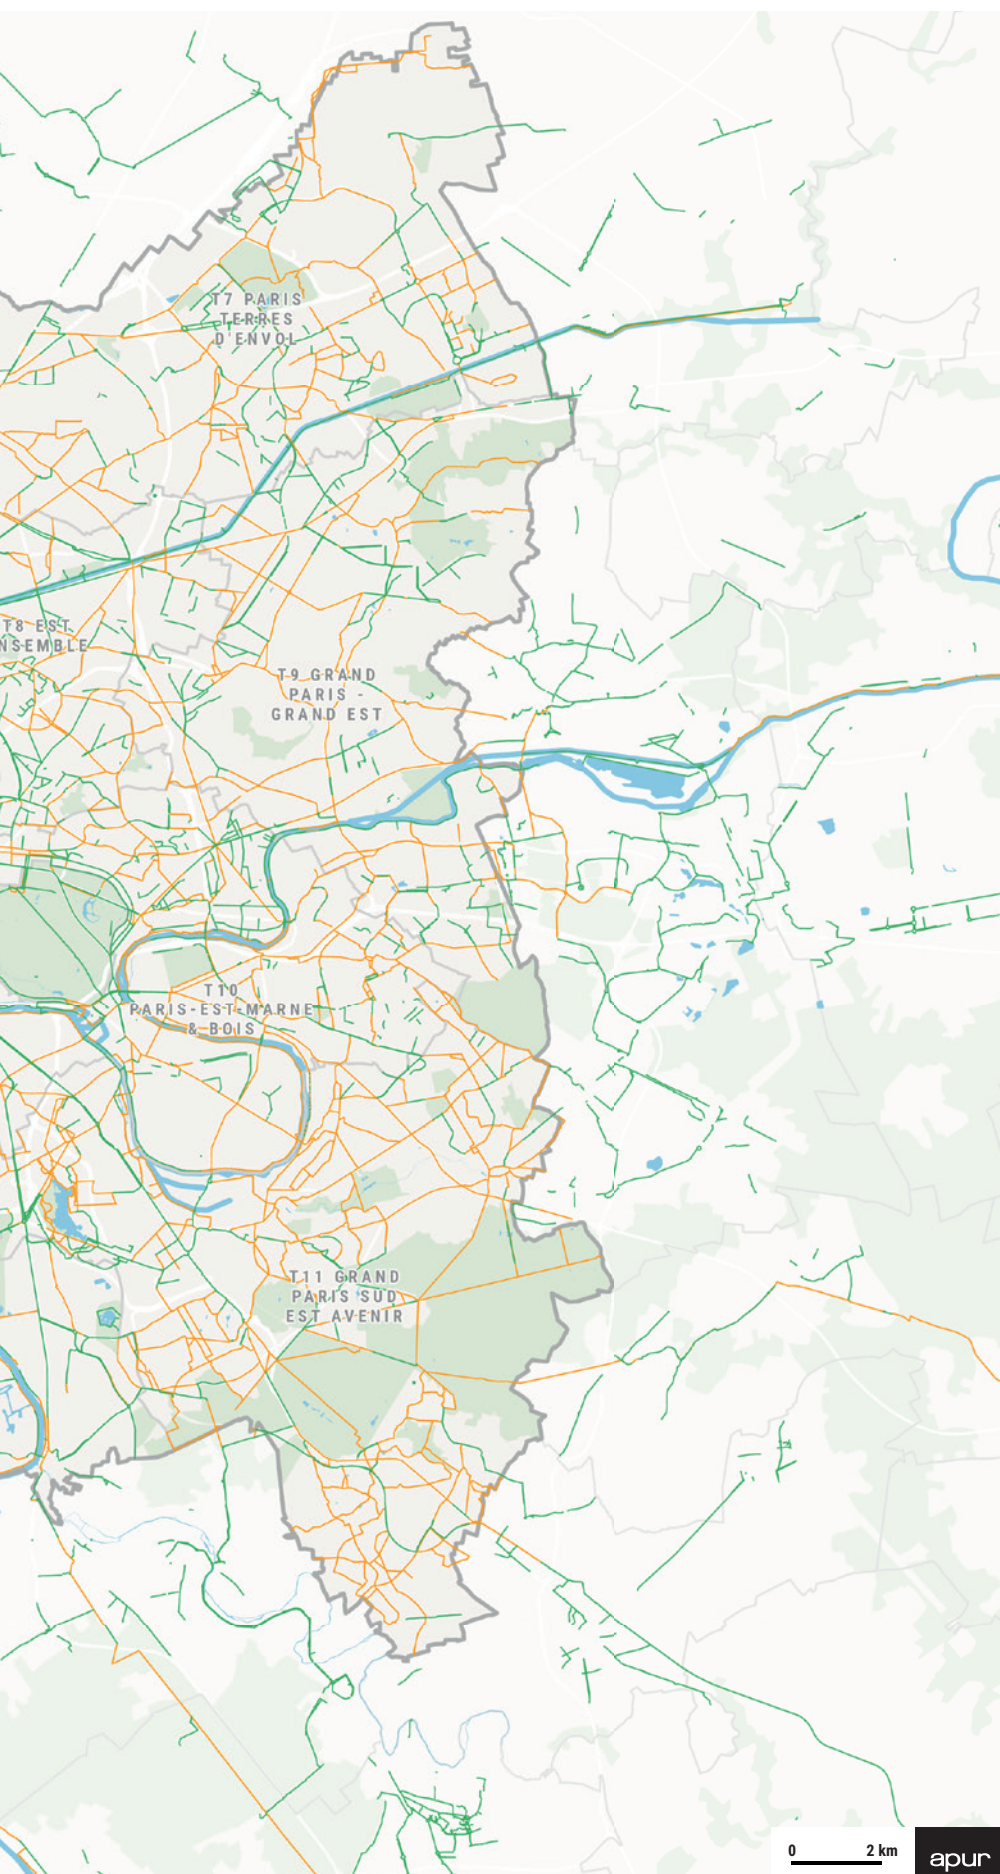 T7 PARIS
TERRES
D'ENVOL
T8 EST
NSEMBLE
T9 GRAND
PARIS -
GRAND EST
T10
PARIS-EST-MARNE
& BOIS
T11 GRAND
PARIS SUD
EST AVENIR
0 2 km
apur